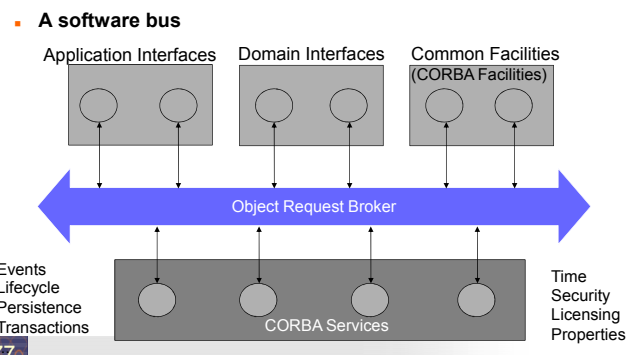 A software bus
Application Interfaces
Domain Interfaces
Common Facilities
(CORBA Facilities)
Object Request Broker
Events
Lifecycle
Persistence
Transactions
CORBA Services
Time
Security
Licensing
Properties